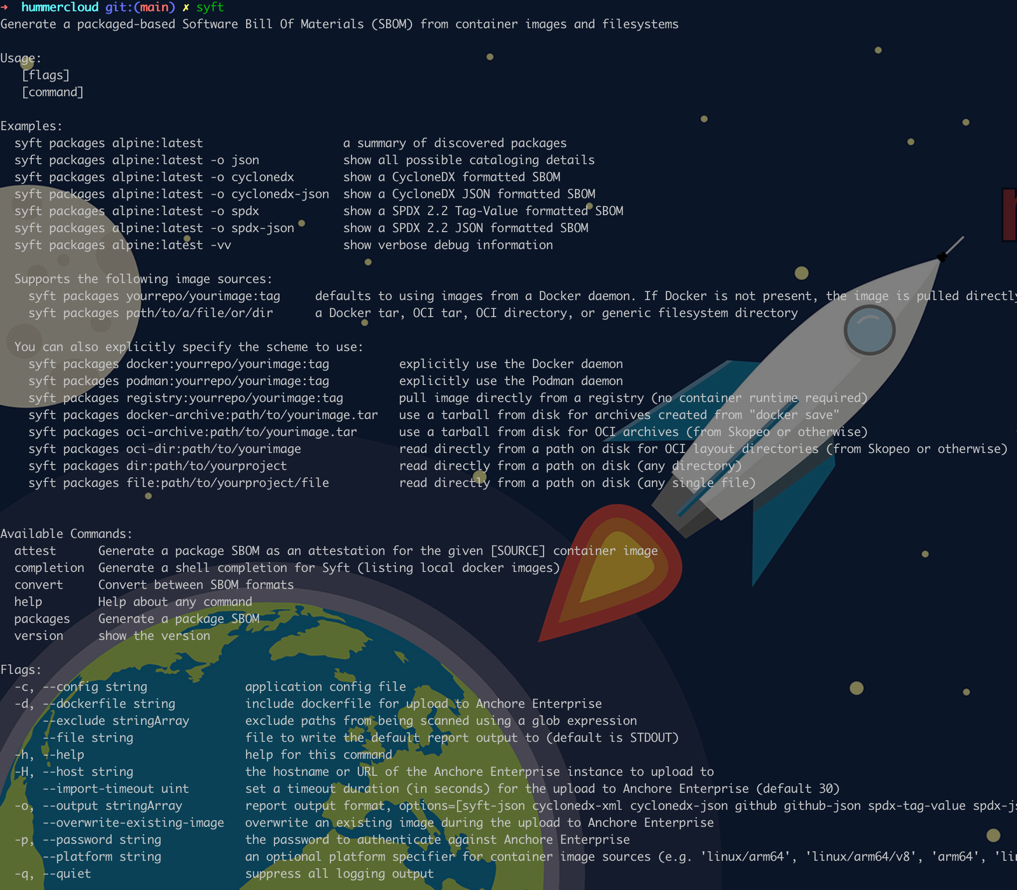 ➜  hummercloud git:(main) ✗ syft
Generate a packaged-based Software Bill Of Materials (SBOM) from container images and filesystems
Usage:
   [flags]
   [command]
Examples:
  syft packages alpine:latest                    a summary of discovered packages
  syft packages alpine:latest -o json            show all possible cataloging details
  syft packages alpine:latest -o cyclonedx       show a CycloneDX formatted SBOM
  syft packages alpine:latest -o cyclonedx-json  show a CycloneDX JSON formatted SBOM
  syft packages alpine:latest -o spdx            show a SPDX 2.2 Tag-Value formatted SBOM
  syft packages alpine:latest -o spdx-json       show a SPDX 2.2 JSON formatted SBOM
  syft packages alpine:latest -vv                show verbose debug information
  Supports the following image sources:
    syft packages yourrepo/yourimage:tag     defaults to using images from a Docker daemon. If Docker is not present, the image is pulled directly
    syft packages path/to/a/file/or/dir      a Docker tar, OCI tar, OCI directory, or generic filesystem directory
  You can also explicitly specify the scheme to use:
    syft packages docker:yourrepo/yourimage:tag          explicitly use the Docker daemon
    syft packages podman:yourrepo/yourimage:tag          explicitly use the Podman daemon
    syft packages registry:yourrepo/yourimage:tag        pull image directly from a registry (no container runtime required)
    syft packages docker-archive:path/to/yourimage.tar   use a tarball from disk for archives created from "docker save"
    syft packages oci-archive:path/to/yourimage.tar      use a tarball from disk for OCI archives (from Skopeo or otherwise)
    syft packages oci-dir:path/to/yourimage              read directly from a path on disk for OCI layout directories (from Skopeo or otherwise)
    syft packages dir:path/to/yourproject                read directly from a path on disk (any directory)
    syft packages file:path/to/yourproject/file          read directly from a path on disk (any single file)
Available Commands:
  attest      Generate a package SBOM as an attestation for the given [SOURCE] container image
  completion  Generate a shell completion for Syft (listing local docker images)
  convert     Convert between SBOM formats
  help        Help about any command
  packages    Generate a package SBOM
  version     show the version
Flags:
  -c, --config string              application config file
  -d, --dockerfile string          include dockerfile for upload to Anchore Enterprise
      --exclude stringArray        exclude paths from being scanned using a glob expression
      --file string                file to write the default report output to (default is STDOUT)
  -h, --help                       help for this command
  -H, --host string                the hostname or URL of the Anchore Enterprise instance to upload to
      --import-timeout uint        set a timeout duration (in seconds) for the upload to Anchore Enterprise (default 30)
  -o, --output stringArray         report output format, options=[syft-json cyclonedx-xml cyclonedx-json github github-json spdx-tag-value spdx-js
      --overwrite-existing-image   overwrite an existing image during the upload to Anchore Enterprise
  -p, --password string            the password to authenticate against Anchore Enterprise
      --platform string            an optional platform specifier for container image sources (e.g. 'linux/arm64', 'linux/arm64/v8', 'arm64', 'li
  -q, --quiet                      suppress all logging output